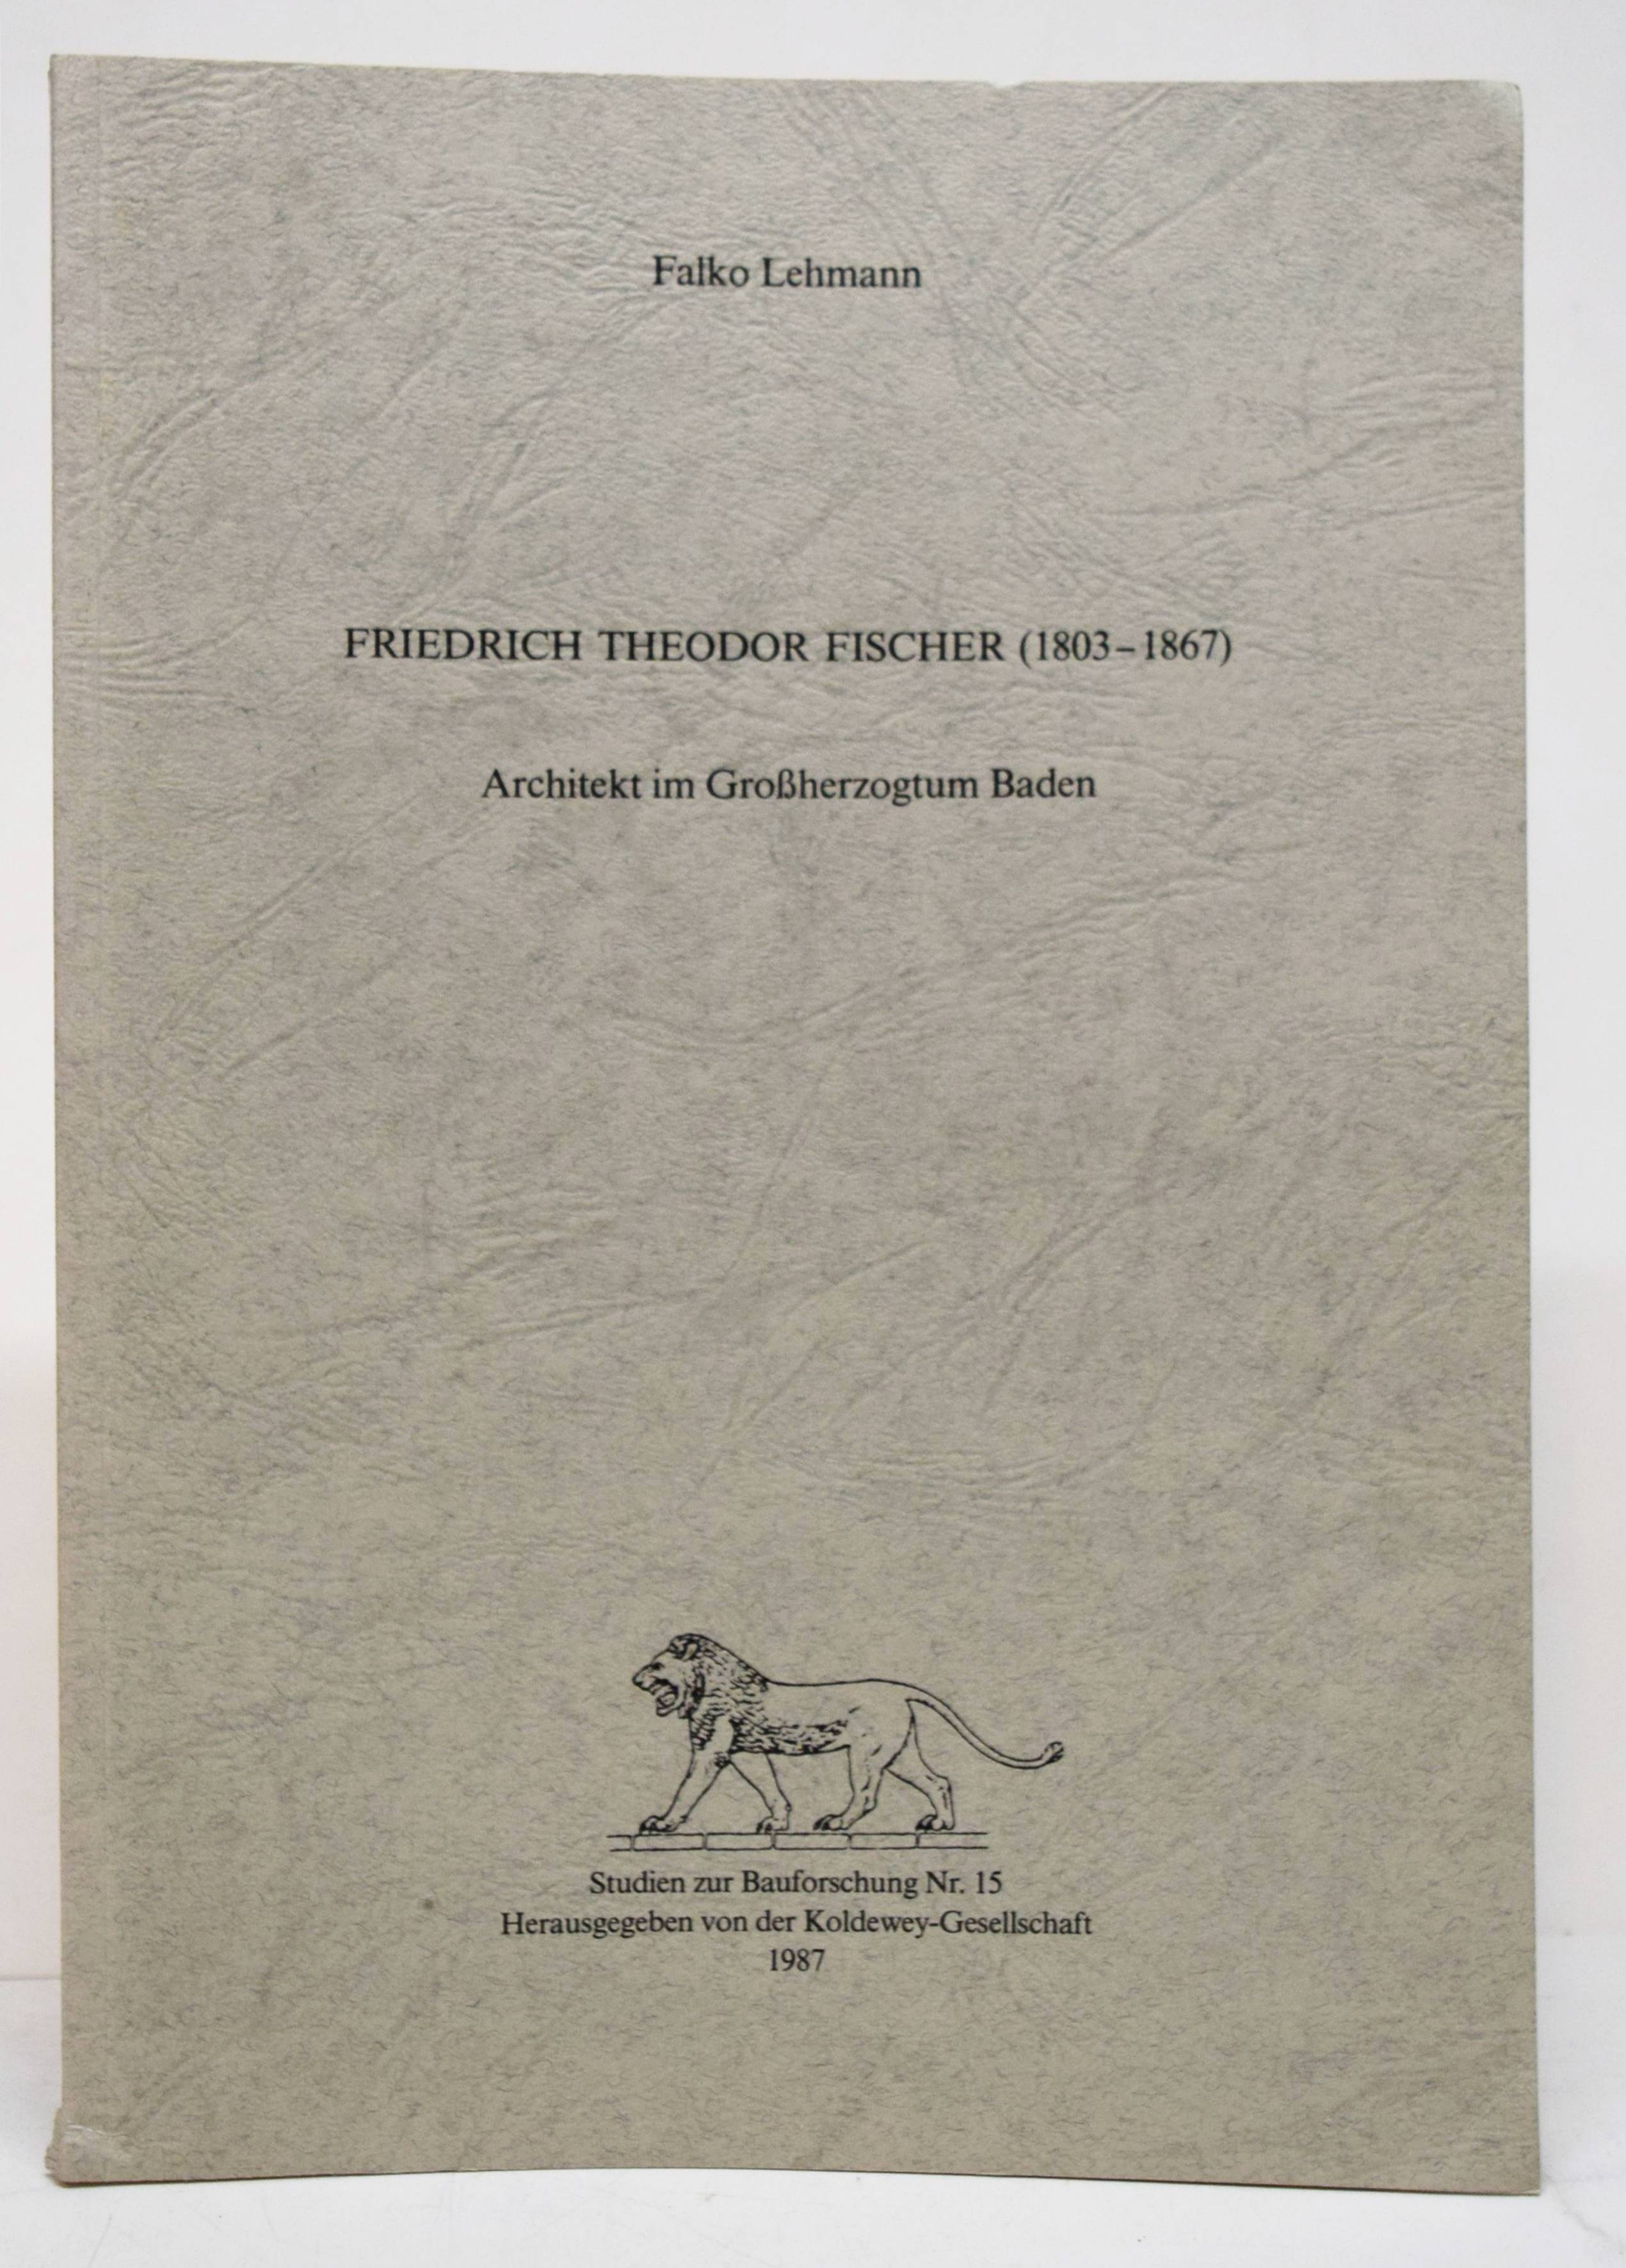 Falko Lehmann
FRIEDRICH THEODOR FISCHER (1803–1867)
Architekt im Großherzogtum Baden
Studien zur Bauforschung Nr. 15
Herausgegeben von der Koldewey-Gesellschaft
1987